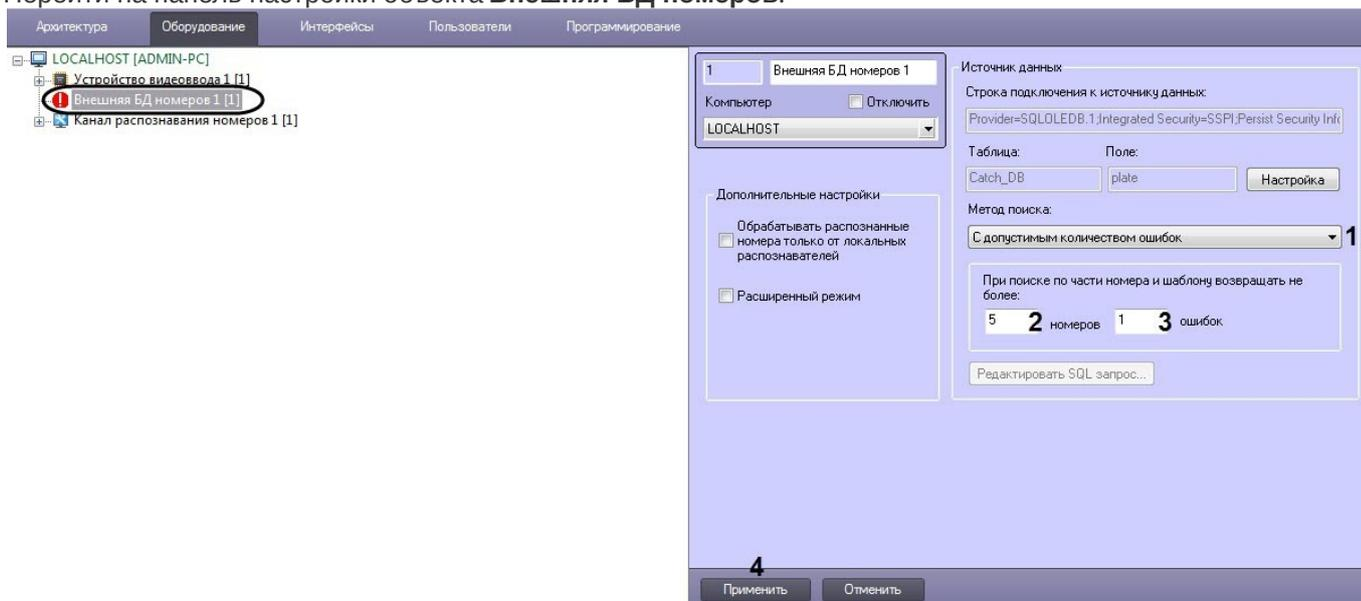 Перейти на панель настройки объекта Внешняя БД номеров.
Архитектура Оборудование Интерфейсы Пользователи Программирование
LOCALHOST [ADMIN-PC]
Устройство видеоввода 1 [1]
Внешняя БД номеров 1 [1]
Канал распознавания номеров 1 [1]
1 Внешняя БД номеров 1
Компьютер Отключить
LOCALHOST
Дополнительные настройки
Обрабатывать распознанные
номера только от локальных
распознавателей
Расширенный режим
Источник данных
Строка подключения к источнику данных:
Provider=SQLOLEDB.1;Integrated Security=SSPI;Persist Security Info
Таблица: Поле:
Catch_DB plate Настройка
Метод поиска:
С допустимым количеством ошибок 1
При поиске по части номера и шаблону возвращать не
более:
5 2 номеров 1 3 ошибок
Редактировать SQL запрос...
4
Применить Отменить